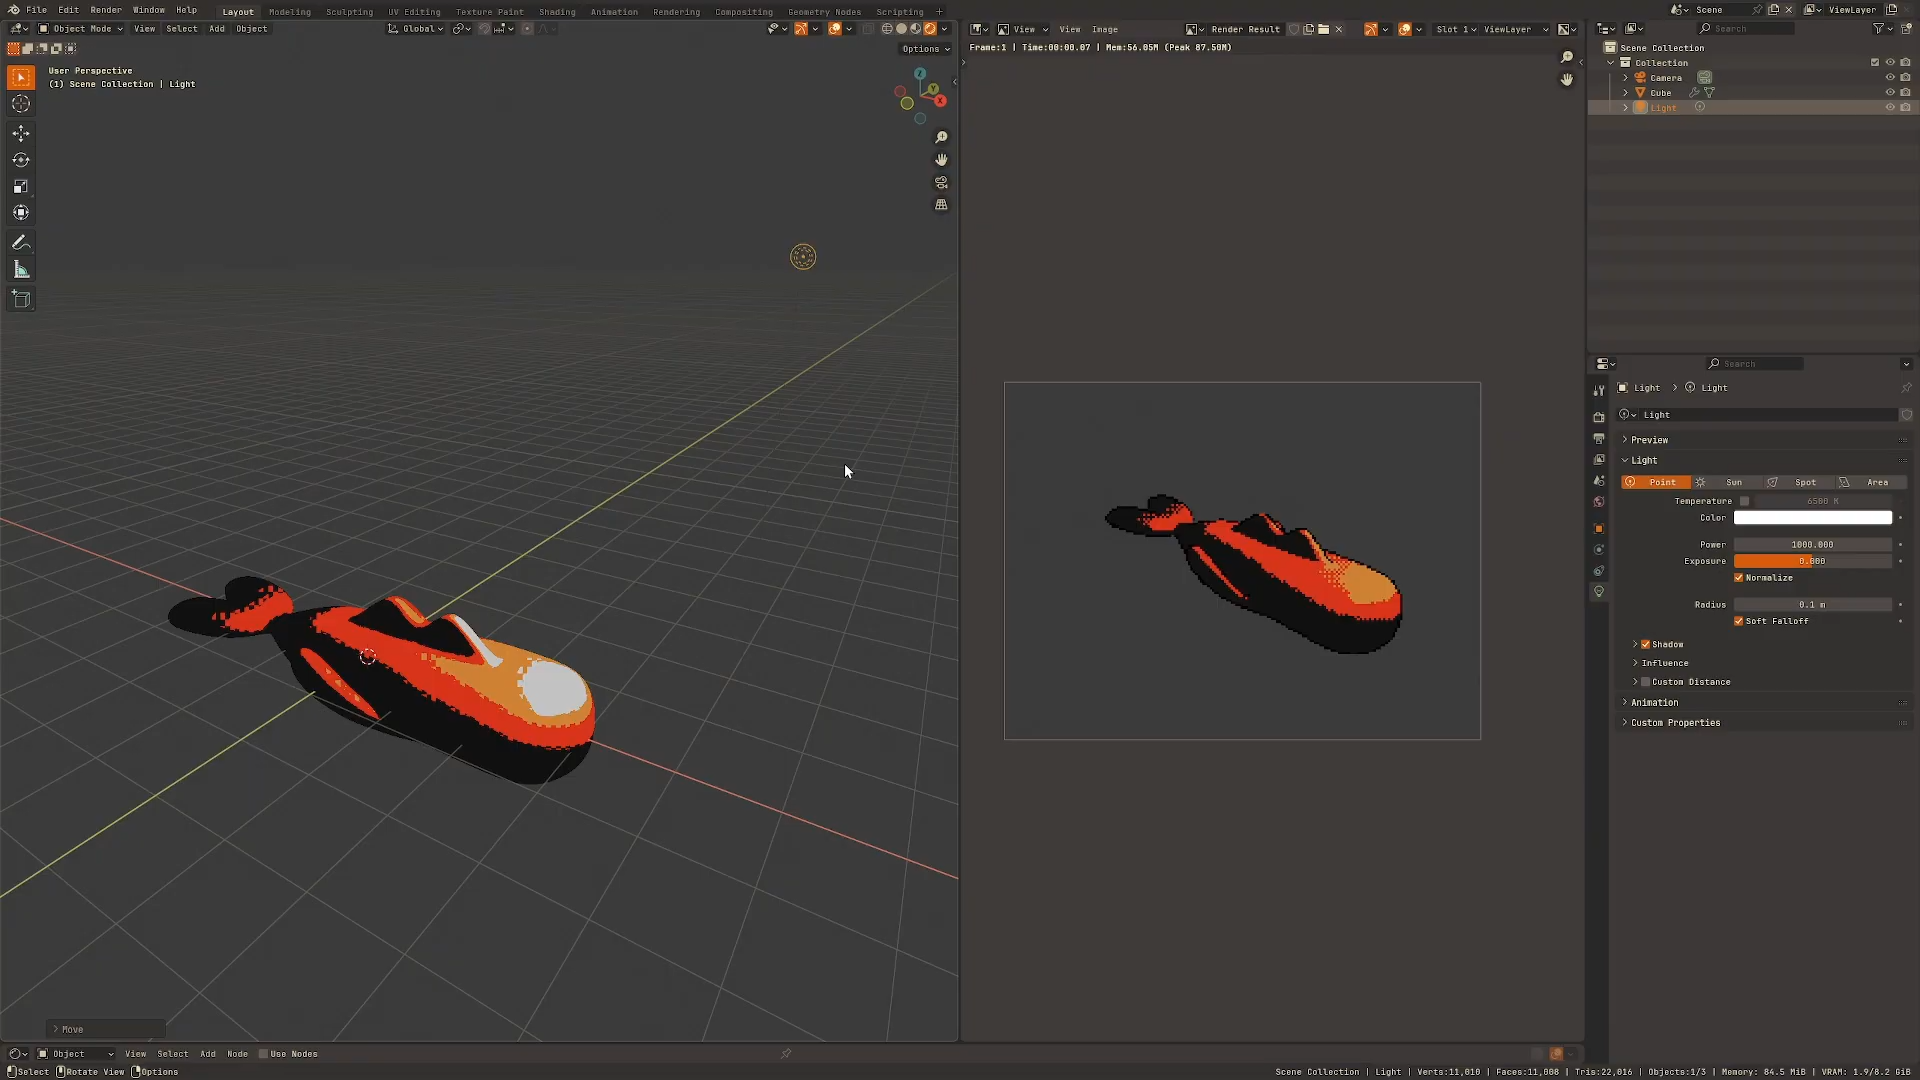 File Edit Render Window Help Layout Modeling Sculpting UV Editing Texture Paint Shading Animation Rendering Compositing Geometry Nodes Scripting + Scene ViewLayer
Object Mode View Select Add Object Global
View View Image Render Result Slot 1 ViewLayer
Search
Options
Frame:1 | Time:00:00.07 | Mem:56.05M (Peak 87.50M)
Scene Collection
Collection
Camera
Cube
Light
User Perspective
(1) Scene Collection | Light
Z
Y
X
Search
Light > Light
Light
Preview
Light
Point Sun Spot Area
Temperature 6500 K
Color
Power 1000.000
Exposure 0.000
Normalize
Radius 0.1 m
Soft Falloff
Shadow
Influence
Custom Distance
Animation
Custom Properties
Move
Object View Select Add Node Use Nodes
Select Rotate View Options
Scene Collection | Light | Verts:11,010 | Faces:11,008 | Tris:22,016 | Objects:1/3 | Memory: 84.5 MiB | VRAM: 1.9/8.2 GiB